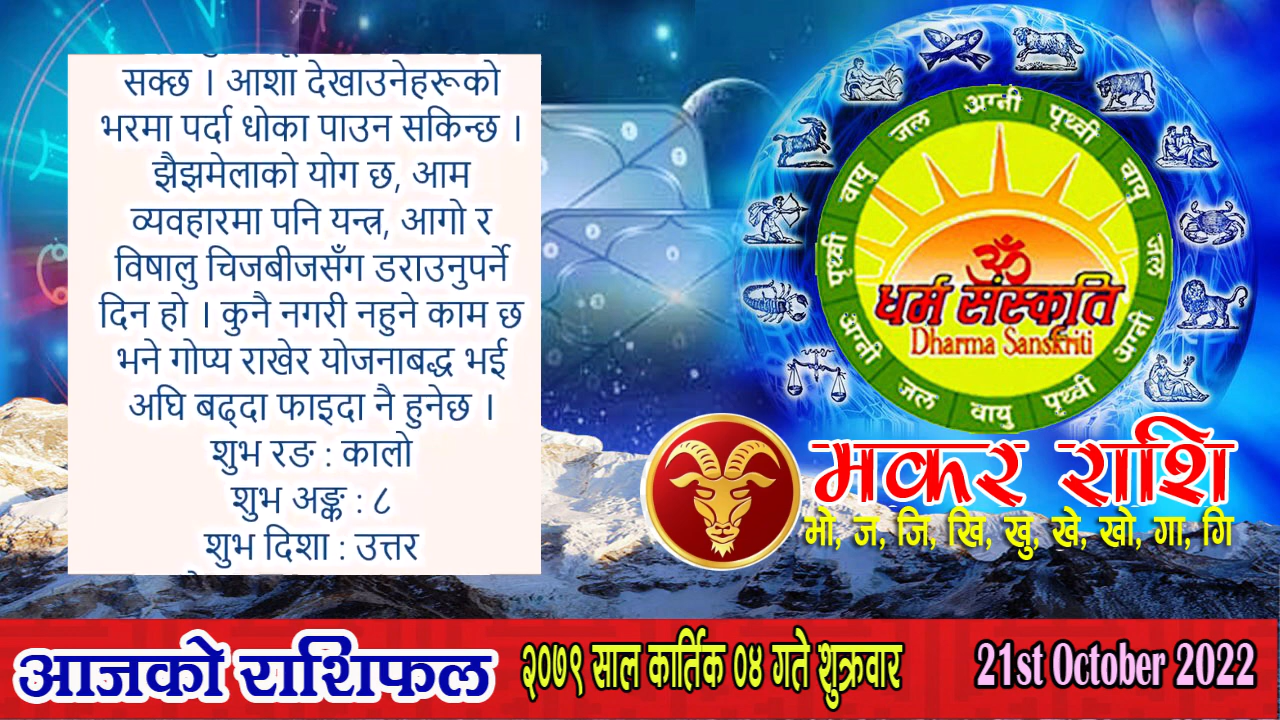 सक्छ । आशा देखाउनेहरूको
भरमा पर्दा धोका पाउन सकिन्छ ।
झैझमेलाको योग छ, आम
व्यवहारमा पनि यन्त्र, आगो र
विषालु चिजबीजसँग डराउनुपर्ने
दिन हो । कुनै नगरी नहुने काम छ
भने गोप्य राखेर योजनाबद्ध भई
अघि बढ्दा फाइदा नै हुनेछ ।
शुभ रङ : कालो
शुभ अङ्क : ८
शुभ दिशा : उत्तर
अग्नी पृथ्वी वायु जल अग्नी पृथ्वी वायु जल अग्नी पृथ्वी वायु जल
ॐ
धर्म संस्कृति
Dharma Sanskriti
मकर राशि
भो, ज, जि, खि, खु, खे, खो, गा, गि
आजको राशिफल
२०७९ साल कार्तिक ०४ गते शुक्रवार
21st October 2022